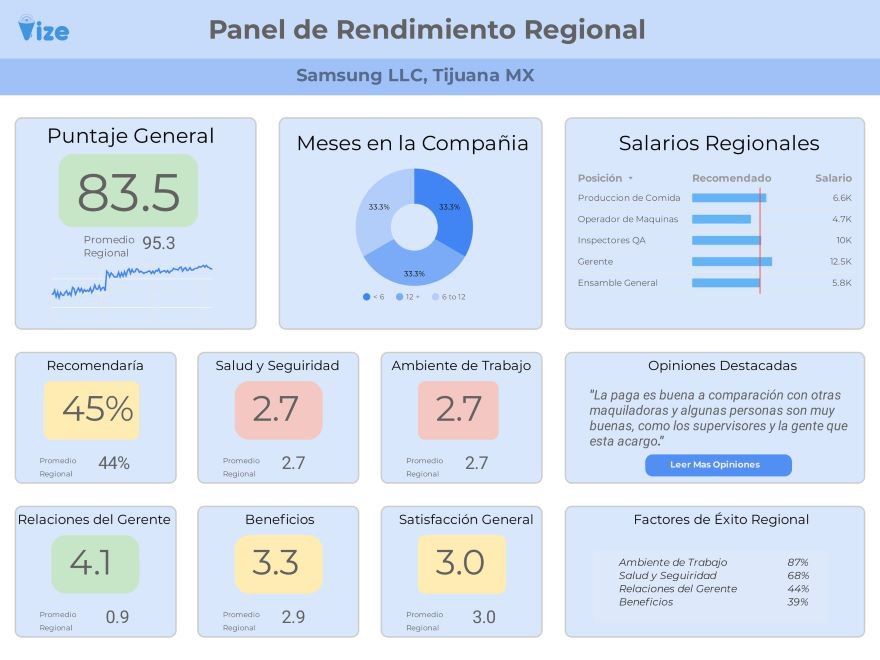 Vize
Panel de Rendimiento Regional
Samsung LLC, Tijuana MX
Puntaje General
83.5
Promedio
Regional
95.3
Meses en la Compañia
33.3%
33.3%
33.3%
< 6
12 +
6 to 12
Salarios Regionales
Posición Recomendado Salario
Produccion de Comida 6.6K
Operador de Maquinas 4.7K
Inspectores QA 10K
Gerente 12.5K
Ensamble General 5.8K
Recomendaría
45%
Promedio
Regional
44%
Salud y Seguiridad
2.7
Promedio
Regional
2.7
Ambiente de Trabajo
2.7
Promedio
Regional
2.7
Opiniones Destacadas
"La paga es buena a comparación con otras
maquiladoras y algunas personas son muy
buenas, como los supervisores y la gente que
esta acargo."
Leer Mas Opiniones
Relaciones del Gerente
4.1
Promedio
Regional
0.9
Beneficios
3.3
Promedio
Regional
2.9
Satisfacción General
3.0
Promedio
Regional
3.0
Factores de Éxito Regional
Ambiente de Trabajo 87%
Salud y Seguiridad 68%
Relaciones del Gerente 44%
Beneficios 39%